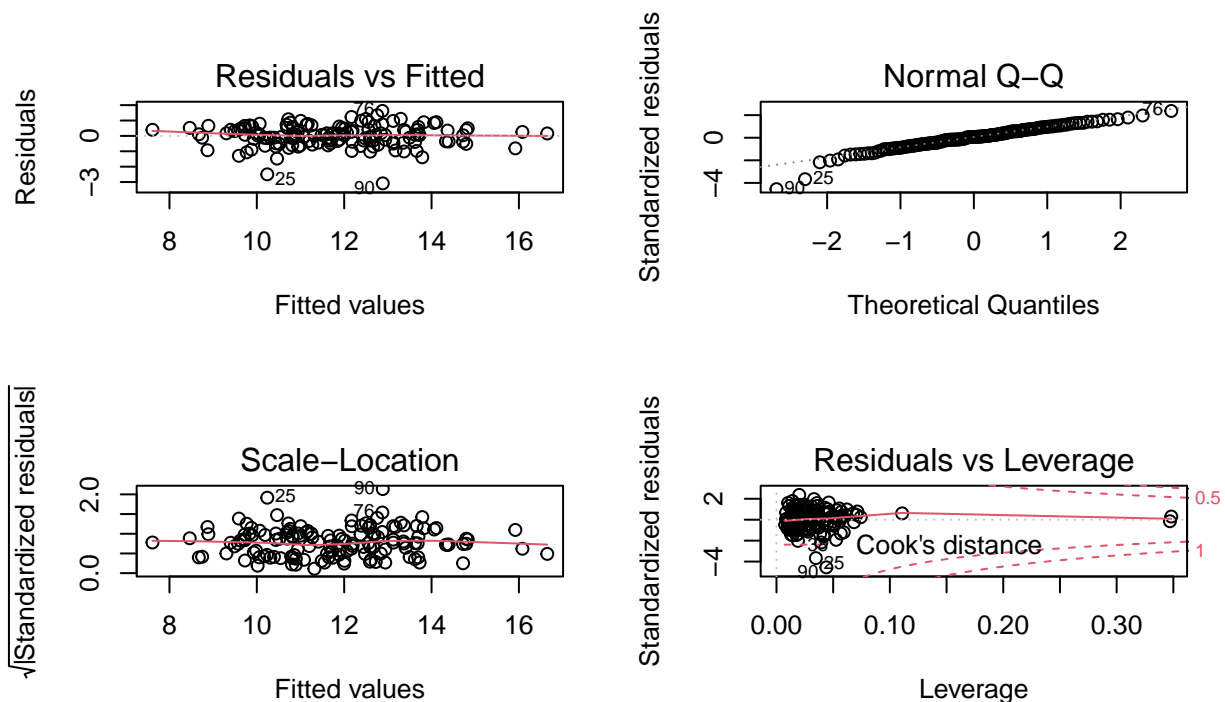 Residuals vs Fitted
Residuals
0
−3
76
25
90
8 10 12 14 16
Fitted values
Normal Q−Q
Standardized residuals
0
−4
76
25
90
−2 −1 0 1 2
Theoretical Quantiles
Scale−Location
√|Standardized residuals|
2.0
0.0
90
25
76
8 10 12 14 16
Fitted values
Residuals vs Leverage
Standardized residuals
2
−4
0.5
1
Cook's distance
25
90
0.00 0.10 0.20 0.30
Leverage